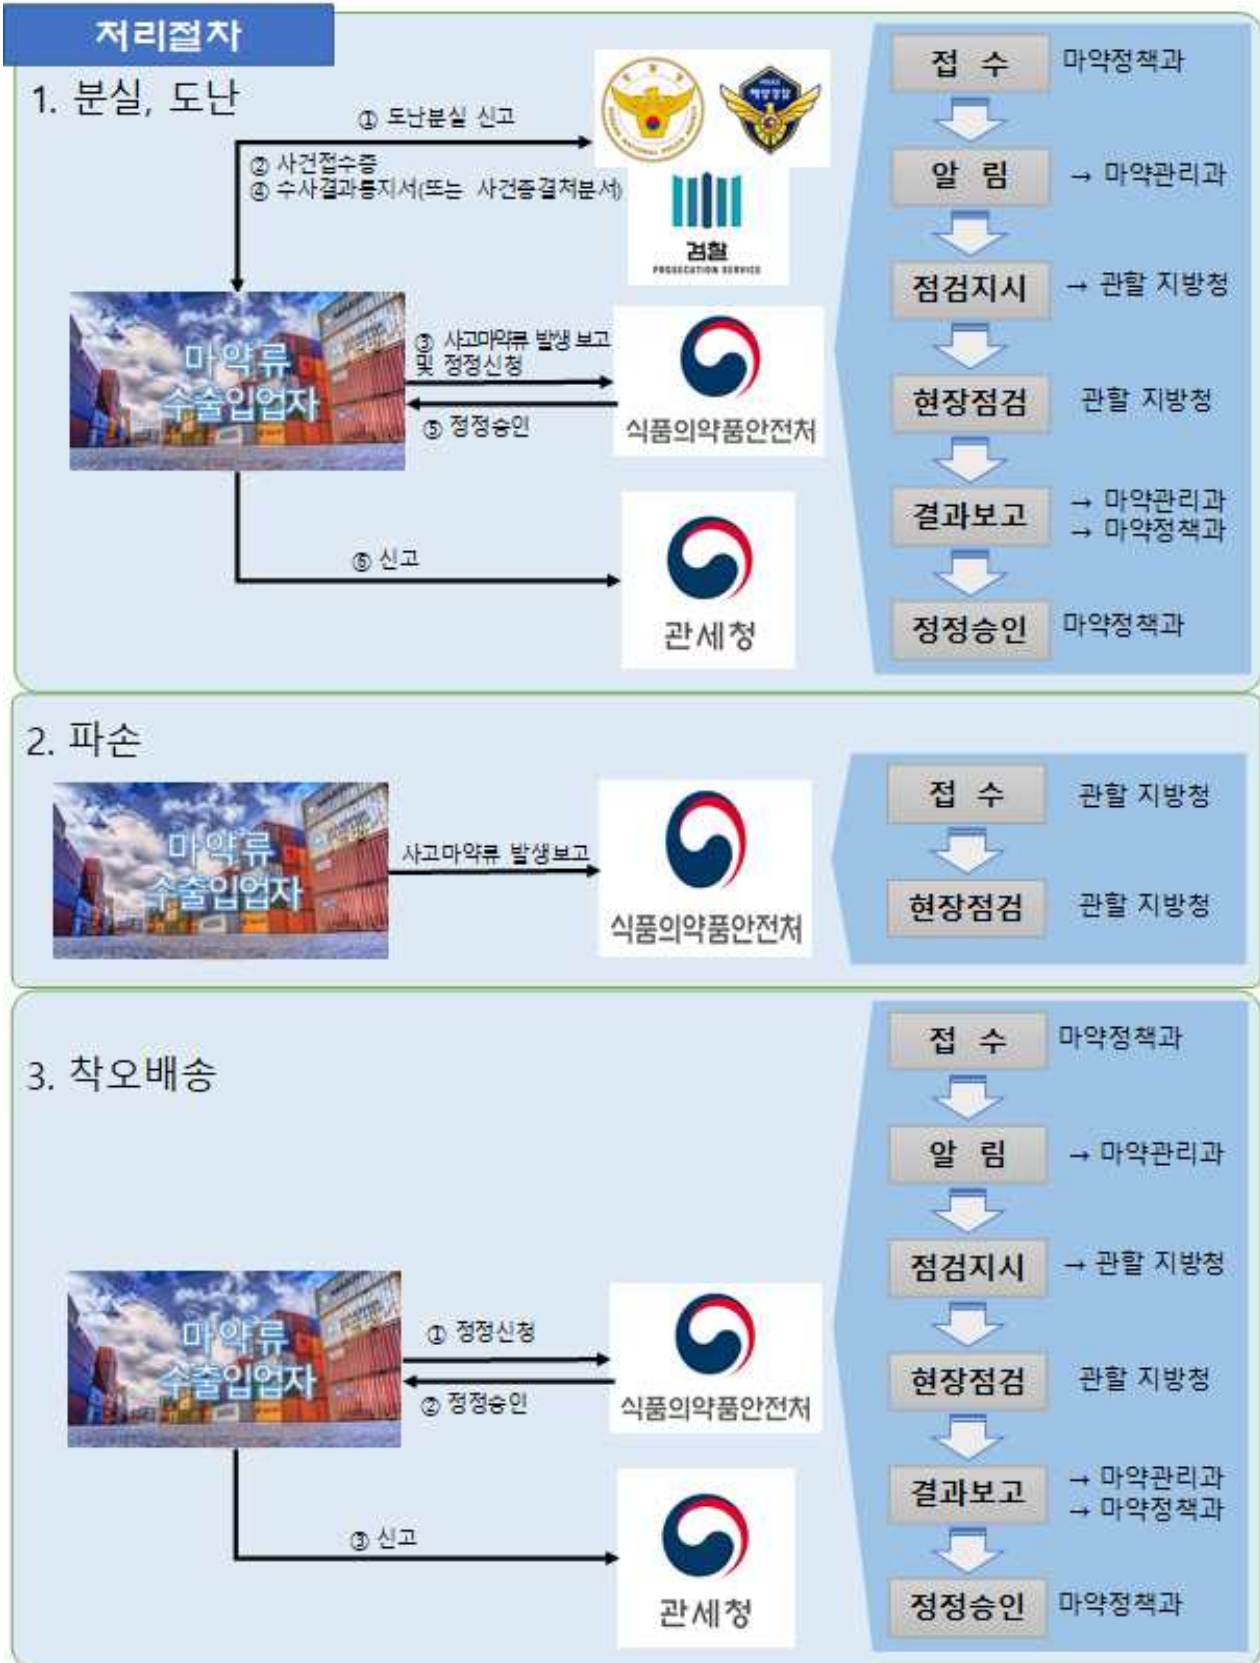 처리절차
1. 분실, 도난
① 도난분실 신고
② 사건접수증
④ 수사결과통지서(또는 사건종결처분서)
검찰
PROSECUTION SERVICE
마약류
수출입업자
③ 사고마약류 발생 보고
및 정정신청
⑤ 정정승인
식품의약품안전처
⑥ 신고
관세청
접 수 마약정책과
알 림 → 마약관리과
점검지시 → 관할 지방청
현장점검 관할 지방청
결과보고 → 마약관리과
→ 마약정책과
정정승인 마약정책과
2. 파손
마약류
수출입업자
사고마약류 발생보고
식품의약품안전처
접 수 관할 지방청
현장점검 관할 지방청
3. 착오배송
마약류
수출입업자
① 정정신청
② 정정승인
식품의약품안전처
③ 신고
관세청
접 수 마약정책과
알 림 → 마약관리과
점검지시 → 관할 지방청
현장점검 관할 지방청
결과보고 → 마약관리과
→ 마약정책과
정정승인 마약정책과